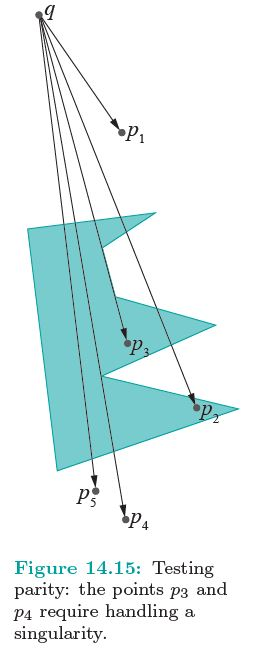 q
p1
p3
p2
p5
p4
Figure 14.15: Testing
parity: the points p3 and
p4 require handling a
singularity.